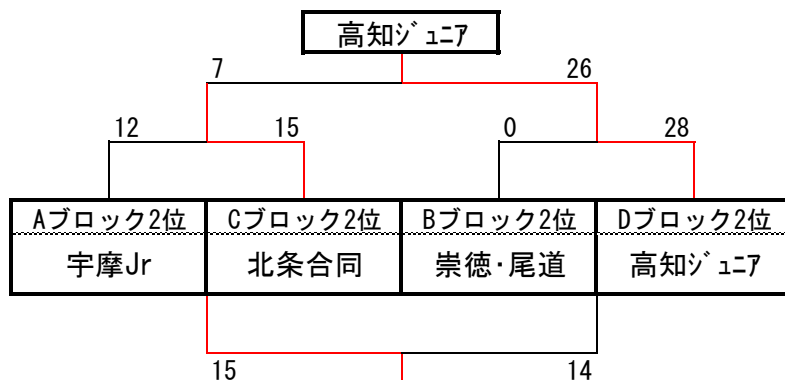 高知ジュニア
7 26
12 15 0 28
Aブロック2位 Cブロック2位 Bブロック2位 Dブロック2位
宇摩Jr 北条合同 崇徳･尾道 高知ジュニア
15 14